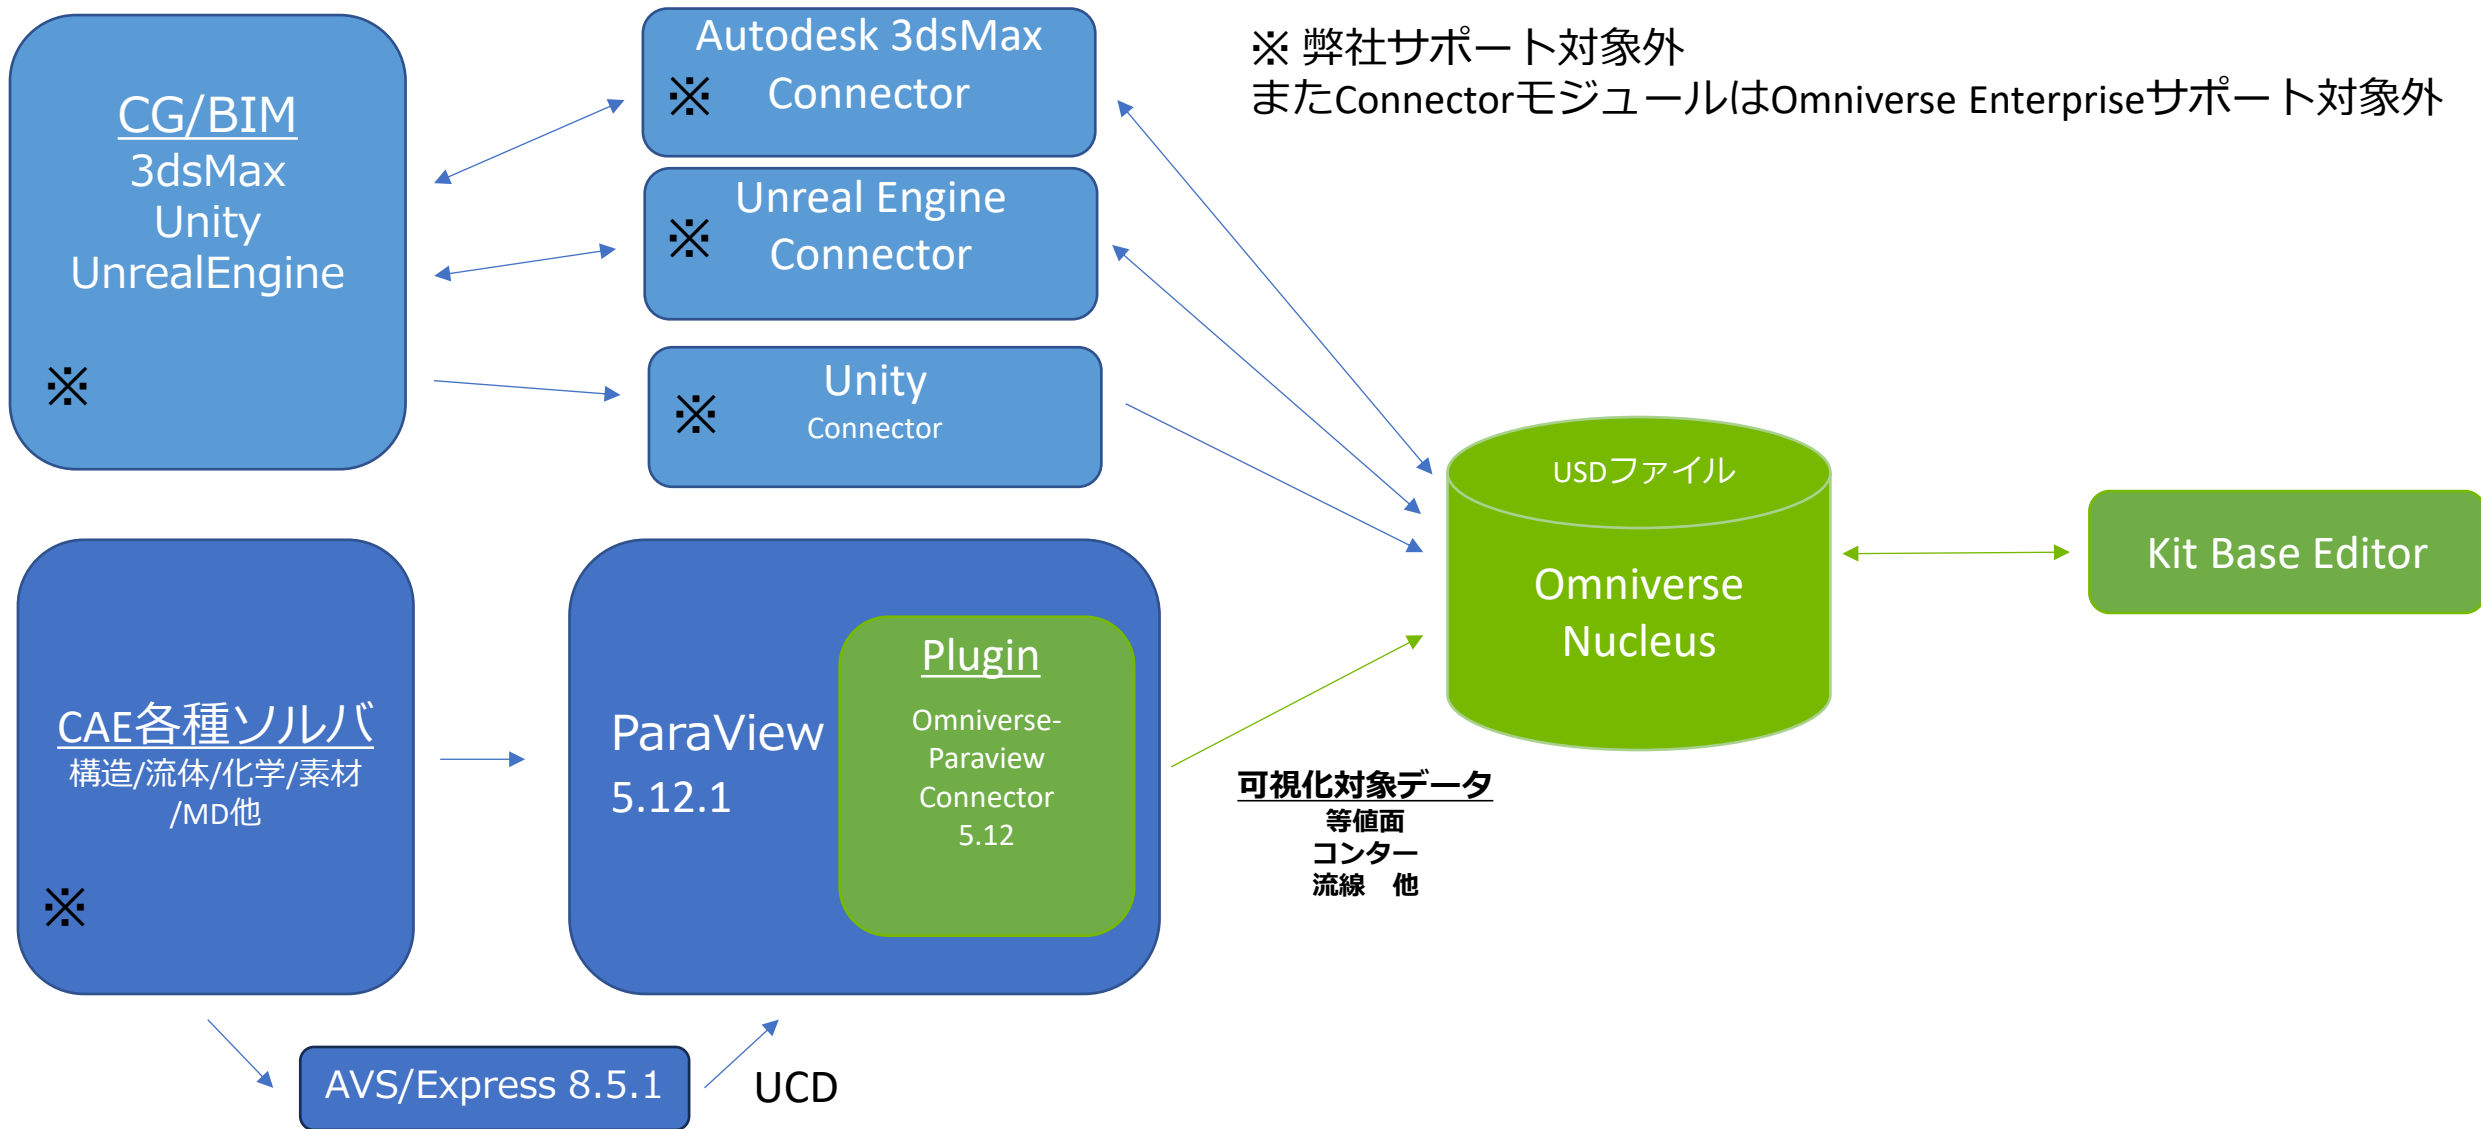 CG/BIM
3dsMax
Unity
UnrealEngine
※
Autodesk 3dsMax
※ Connector
Unreal Engine
※ Connector
Unity
※ Connector
※ 弊社サポート対象外
またConnectorモジュールはOmniverse Enterpriseサポート対象外
CAE各種ソルバ
構造/流体/化学/素材
/MD他
※
ParaView
5.12.1
Plugin
Omniverse-
Paraview
Connector
5.12
AVS/Express 8.5.1
UCD
可視化対象データ
等値面
コンター
流線　他
USDファイル
Omniverse
Nucleus
Kit Base Editor